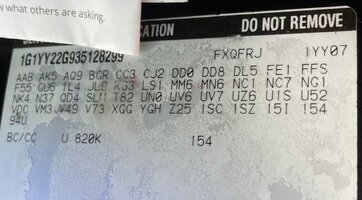 w what others are asking.
CATION DO NOT REMOVE
1G1YY22G935128299 FXQFRJ 1YY07
AAB AK5 AQ9 BGR CC3 CJ2 DD0 DD8 DL5 FE1 FFS
F55 GU6 IL4 JL9 K53 LS1 MM6 MN6 NC1 NC7 NG1
NK4 N37 QD4 SLM T82 UN0 UV6 UV7 UZ6 U1S U52
VDC VM3 V49 V73 XGG YGH Z25 1SC 1SZ 15I 154
94U
BC/CC U 820K 154